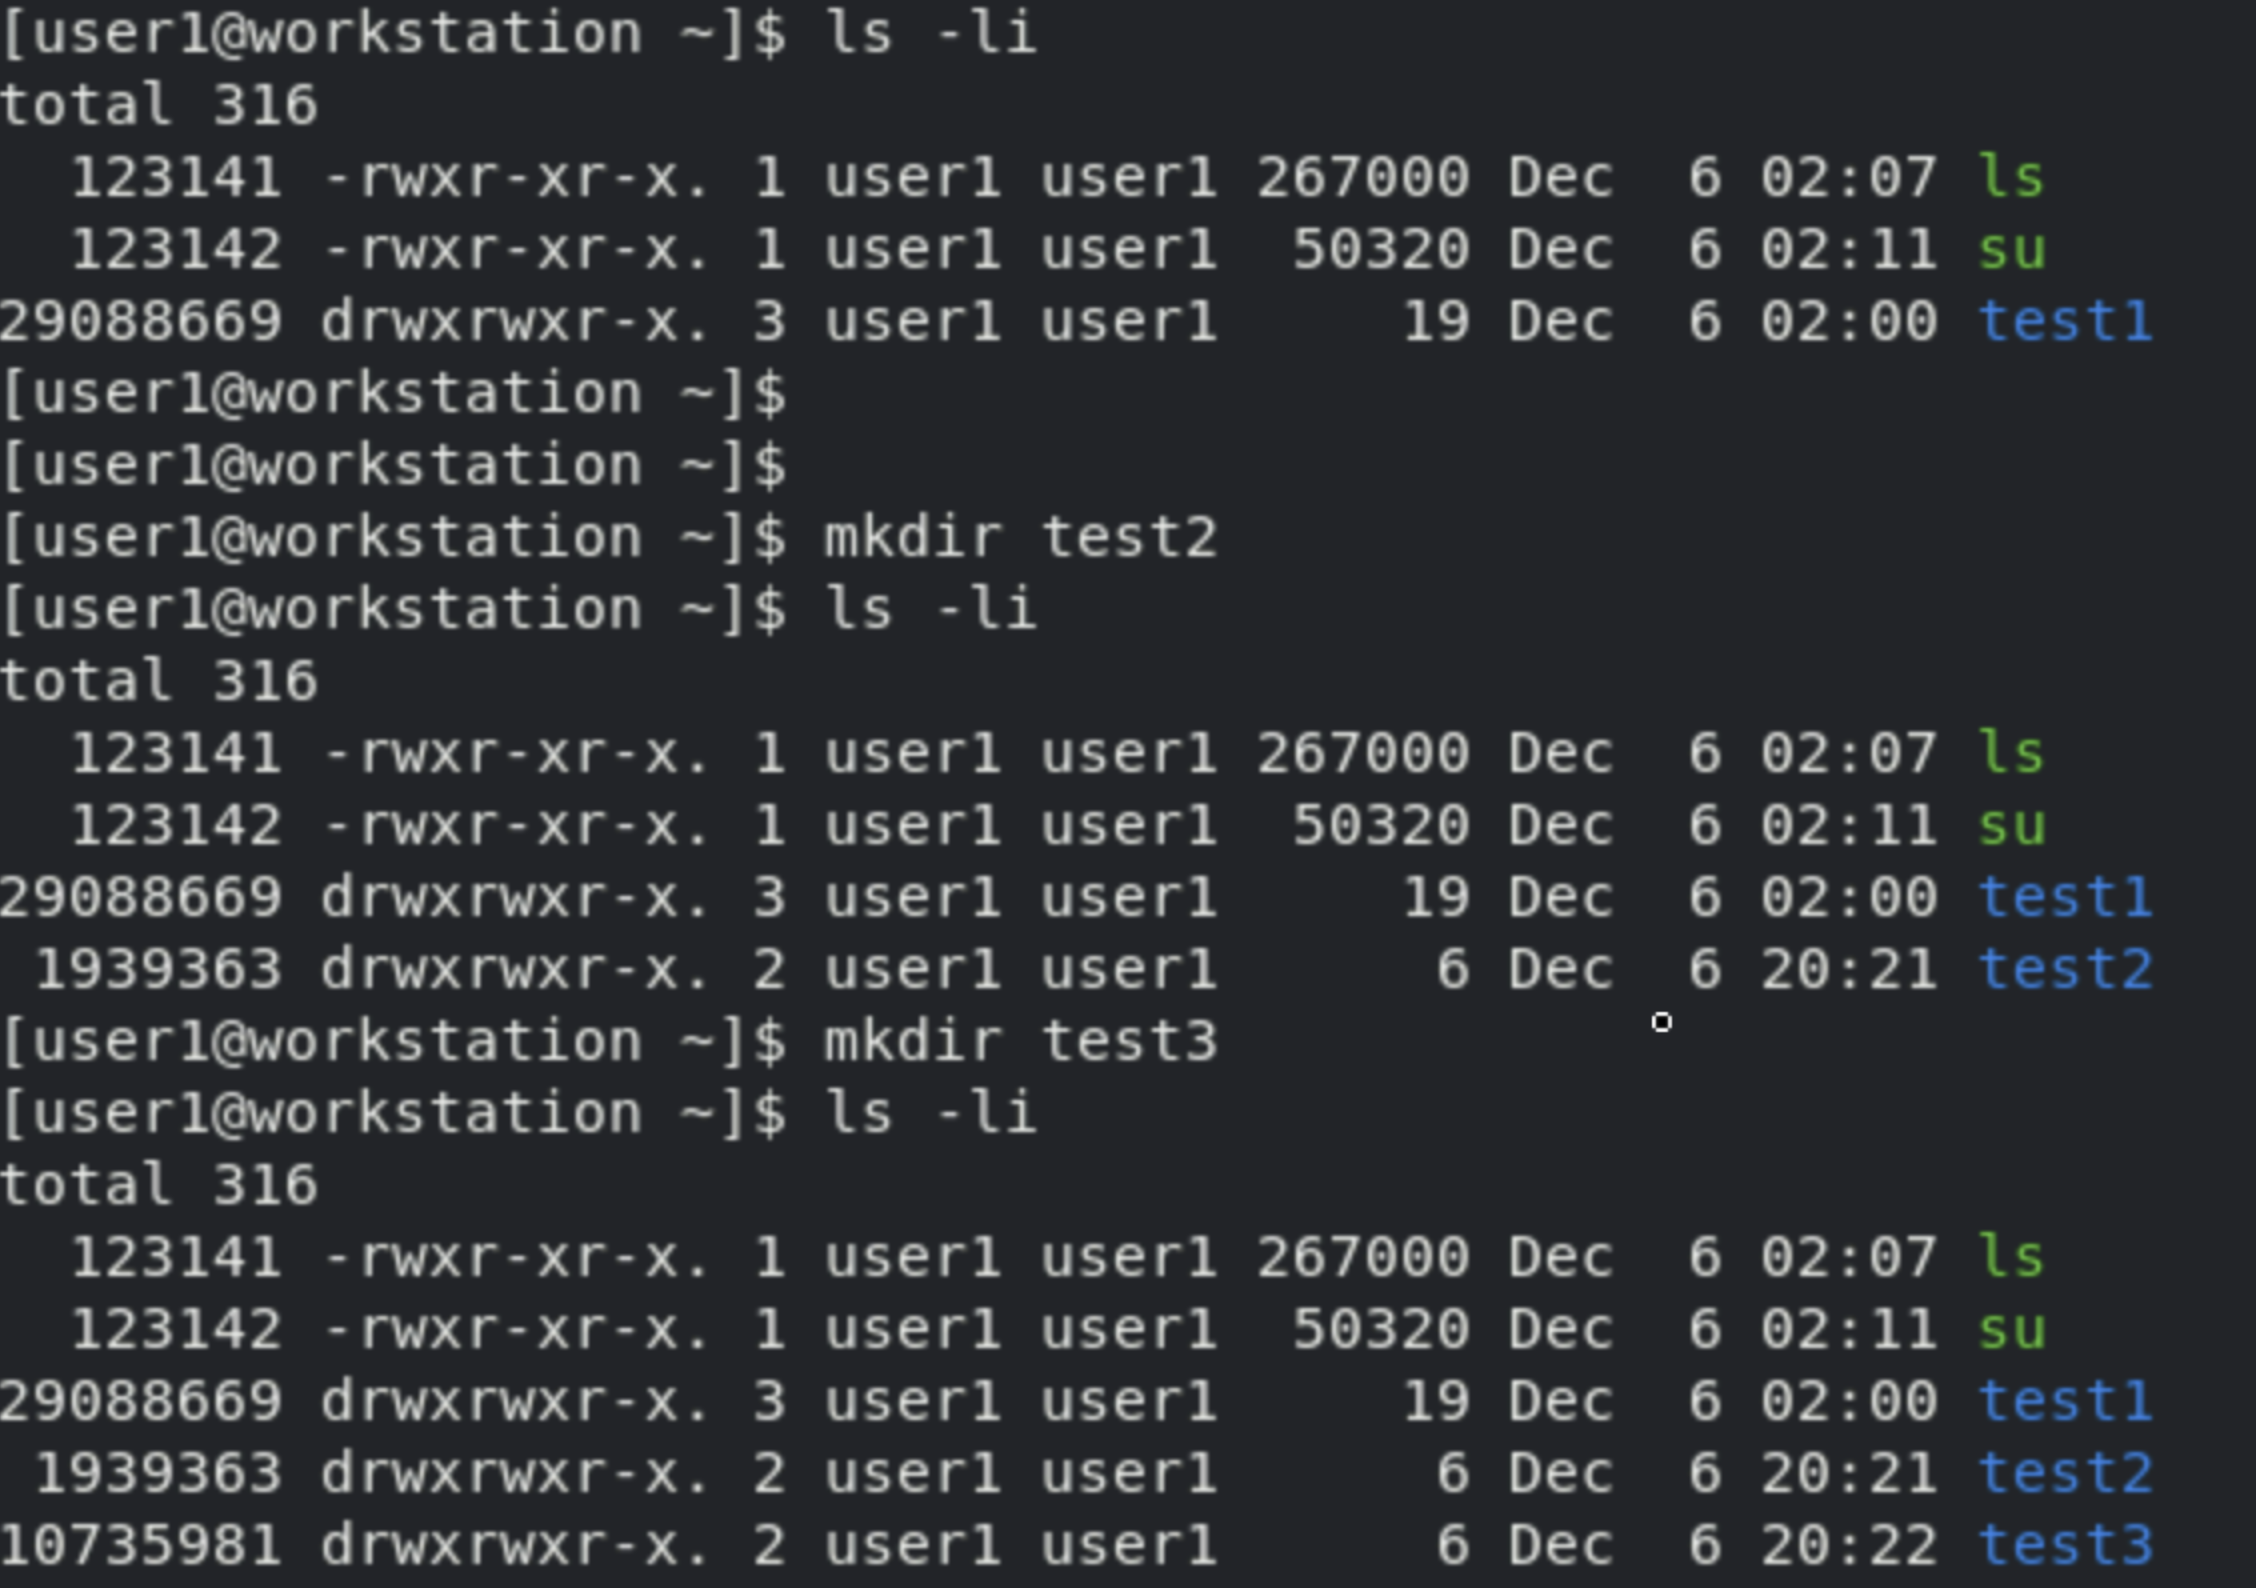 [user1@workstation ~]$ ls -li
total 316
  123141 -rwxr-xr-x. 1 user1 user1 267000 Dec  6 02:07 ls
  123142 -rwxr-xr-x. 1 user1 user1  50320 Dec  6 02:11 su
29088669 drwxrwxr-x. 3 user1 user1     19 Dec  6 02:00 test1
[user1@workstation ~]$
[user1@workstation ~]$
[user1@workstation ~]$ mkdir test2
[user1@workstation ~]$ ls -li
total 316
  123141 -rwxr-xr-x. 1 user1 user1 267000 Dec  6 02:07 ls
  123142 -rwxr-xr-x. 1 user1 user1  50320 Dec  6 02:11 su
29088669 drwxrwxr-x. 3 user1 user1     19 Dec  6 02:00 test1
 1939363 drwxrwxr-x. 2 user1 user1      6 Dec  6 20:21 test2
[user1@workstation ~]$ mkdir test3
[user1@workstation ~]$ ls -li
total 316
  123141 -rwxr-xr-x. 1 user1 user1 267000 Dec  6 02:07 ls
  123142 -rwxr-xr-x. 1 user1 user1  50320 Dec  6 02:11 su
29088669 drwxrwxr-x. 3 user1 user1     19 Dec  6 02:00 test1
 1939363 drwxrwxr-x. 2 user1 user1      6 Dec  6 20:21 test2
10735981 drwxrwxr-x. 2 user1 user1      6 Dec  6 20:22 test3